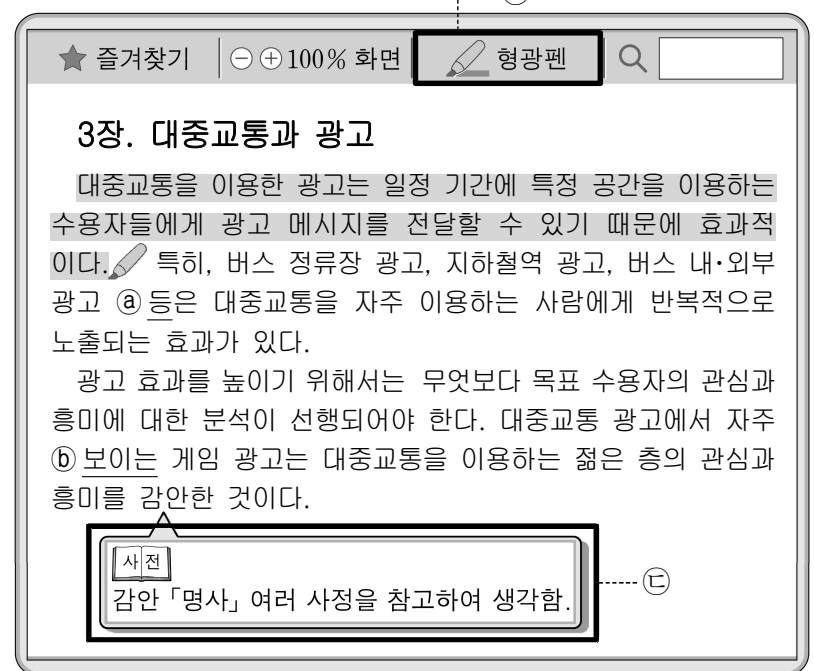 ★ 즐겨찾기 ⊖⊕100% 화면 형광펜
3장. 대중교통과 광고
대중교통을 이용한 광고는 일정 기간에 특정 공간을 이용하는
수용자들에게 광고 메시지를 전달할 수 있기 때문에 효과적
이다. 특히, 버스 정류장 광고, 지하철역 광고, 버스 내·외부
광고 ⓐ등은 대중교통을 자주 이용하는 사람에게 반복적으로
노출되는 효과가 있다.
광고 효과를 높이기 위해서는 무엇보다 목표 수용자의 관심과
흥미에 대한 분석이 선행되어야 한다. 대중교통 광고에서 자주
ⓑ보이는 게임 광고는 대중교통을 이용하는 젊은 층의 관심과
흥미를 감안한 것이다.
사전
감안「명사」여러 사정을 참고하여 생각함.
㉢